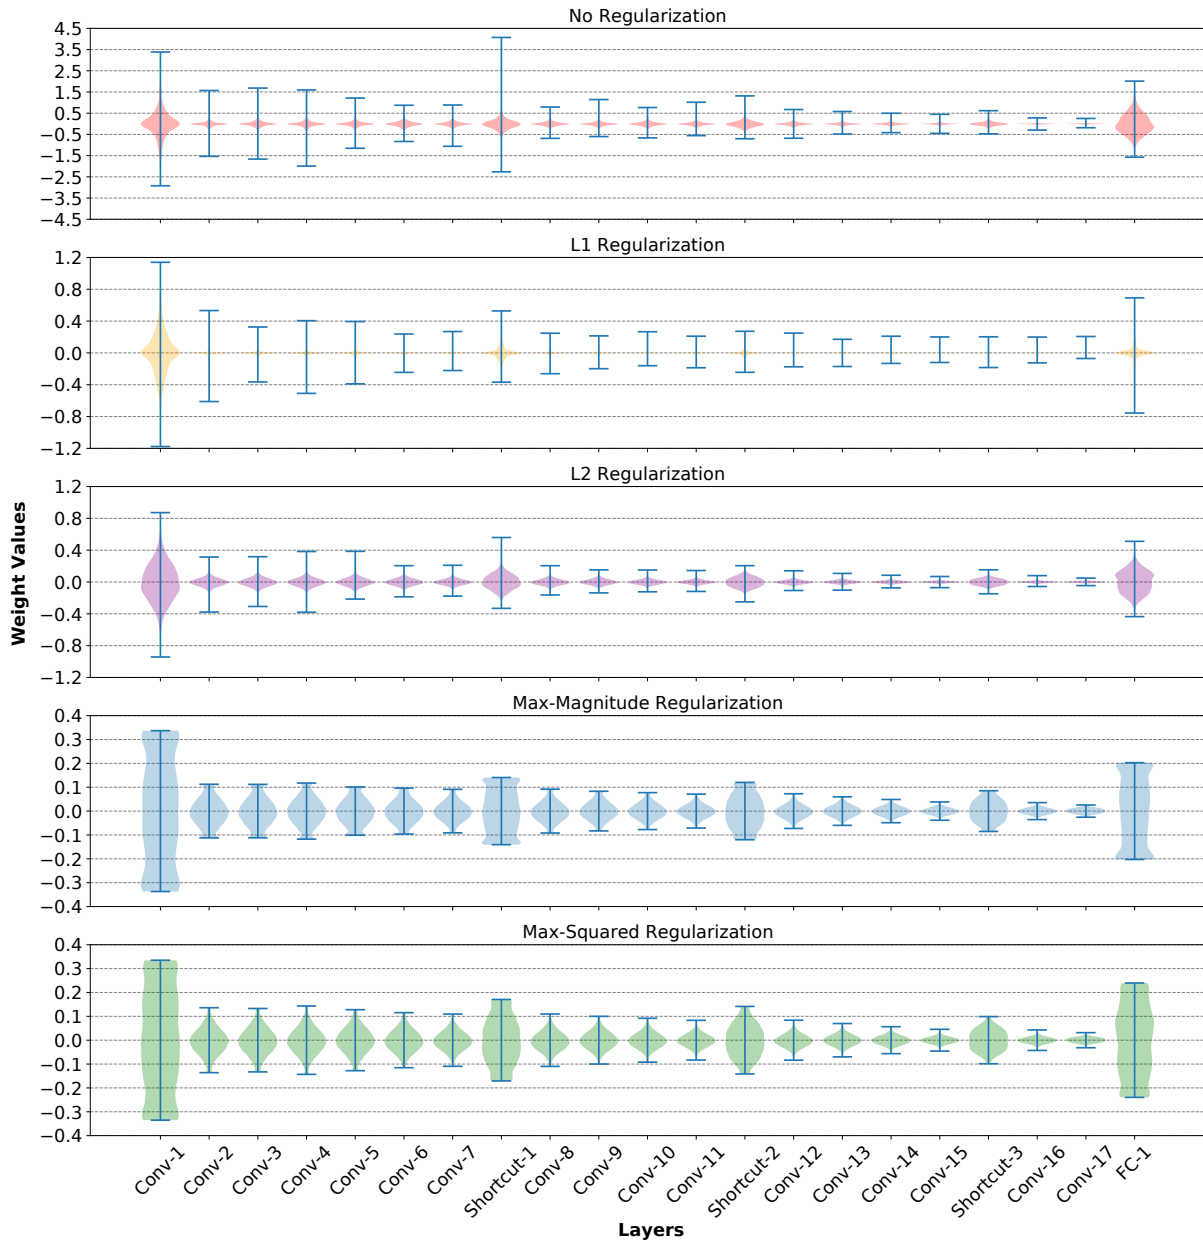 No Regularization
4.5
3.5
2.5
1.5
0.5
−0.5
−1.5
−2.5
−3.5
−4.5
L1 Regularization
1.2
0.8
0.4
0.0
−0.4
−0.8
−1.2
L2 Regularization
1.2
0.8
0.4
0.0
−0.4
−0.8
−1.2
Weight Values
Max-Magnitude Regularization
0.4
0.3
0.2
0.1
0.0
−0.1
−0.2
−0.3
−0.4
Max-Squared Regularization
0.4
0.3
0.2
0.1
0.0
−0.1
−0.2
−0.3
−0.4
Conv-1
Conv-2
Conv-3
Conv-4
Conv-5
Conv-6
Conv-7
Shortcut-1
Conv-8
Conv-9
Conv-10
Conv-11
Shortcut-2
Conv-12
Conv-13
Conv-14
Conv-15
Shortcut-3
Conv-16
Conv-17
FC-1
Layers